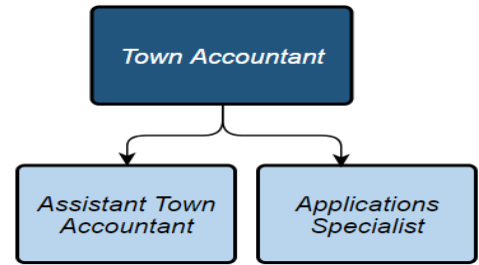 Town Accountant
Assistant Town
Accountant
Applications
Specialist